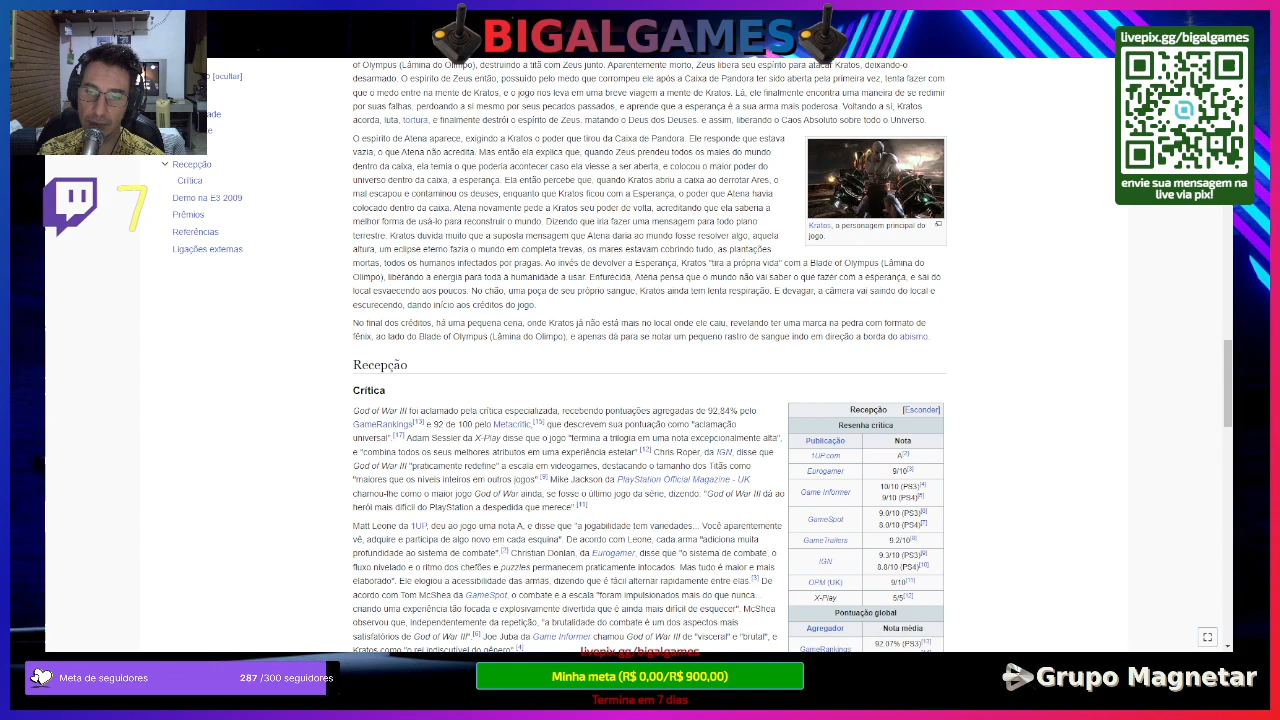 BIGALGAMES
livepix.gg/bigalgames
envie sua mensagem na
live via pix!
7
[ocultar]
Recepção
Crítica
Demo na E3 2009
Prêmios
Referências
Ligações externas
of Olympus (Lâmina do Olimpo), destruindo a titã com Zeus junto. Aparentemente morto, Zeus libera seu espírito para atacar Kratos, deixando-o
desarmado. O espírito de Zeus então, possuído pelo medo que corrompeu ele após a Caixa de Pandora ter sido aberta pela primeira vez, tenta fazer com
que o medo entre na mente de Kratos, e o jogo nos leva em uma breve viagem a mente de Kratos. Lá, ele finalmente encontra uma maneira de se redimir
por suas falhas, perdoando a si mesmo por seus pecados passados, e aprende que a esperança é a sua arma mais poderosa. Voltando a si, Kratos
acorda, luta, tortura, e finalmente destrói o espírito de Zeus, matando o Deus dos Deuses. e assim, liberando o Caos Absoluto sobre todo o Universo.
O espírito de Atena aparece, exigindo a Kratos o poder que tirou da Caixa de Pandora. Ele responde que estava
vazia, o que Atena não acredita. Mas então ela explica que, quando Zeus prendeu todos os males do mundo
dentro da caixa, ela temia o que poderia acontecer caso ela viesse a ser aberta, e colocou o maior poder do
universo dentro da caixa, a esperança. Ela então percebe que, quando Kratos abriu a caixa ao derrotar Ares, o
mal escapou e contaminou os deuses, enquanto que Kratos ficou com a Esperança, o poder que Atena havia
colocado dentro da caixa. Atena novamente pede a Kratos seu poder de volta, acreditando que ela saberia a
melhor forma de usá-lo para reconstruir o mundo. Dizendo que iria fazer uma mensagem para todo plano
terrestre. Kratos duvida muito que a suposta mensagem que Atena daria ao mundo fosse resolver algo, aquela
altura, um eclipse eterno fazia o mundo em completa trevas, os mares estavam cobrindo tudo, as plantações
mortas, todos os humanos infectados por pragas. Ao invés de devolver a Esperança, Kratos "tira a própria vida" com a Blade of Olympus (Lâmina do
Olimpo), liberando a energia para toda a humanidade a usar. Enfurecida, Atena pensa que o mundo não vai saber o que fazer com a esperança, e sai do
local esvaecendo aos poucos. No chão, uma poça de seu próprio sangue, Kratos ainda tem lenta respiração. E devagar, a câmera vai saindo do local e
escurecendo, dando início aos créditos do jogo.
Kratos, o personagem principal do
jogo.
No final dos créditos, há uma pequena cena, onde Kratos já não está mais no local onde ele caiu, revelando ter uma marca na pedra com formato de
fênix, ao lado do Blade of Olympus (Lâmina do Olimpo), e apenas dá para se notar um pequeno rastro de sangue indo em direção a borda do abismo.
Recepção
Crítica
God of War III foi aclamado pela crítica especializada, recebendo pontuações agregadas de 92,84% pelo
GameRankings[13] e 92 de 100 pelo Metacritic,[15] que descrevem sua pontuação como "aclamação
universal".[17] Adam Sessler da X-Play disse que o jogo "termina a trilogia em uma nota excepcionalmente alta",
e "combina todos os seus melhores atributos em uma experiência estelar" [12] Chris Roper, da IGN, disse que
God of War III "praticamente redefine" a escala em videogames, destacando o tamanho dos Titãs como
"maiores que os níveis inteiros em outros jogos" [9] Mike Jackson da PlayStation Official Magazine - UK
chamou-lhe como o maior jogo God of War ainda, se fosse o último jogo da série, dizendo: "God of War III dá ao
herói mais difícil do PlayStation a despedida que merece" [11]
Matt Leone da 1UP, deu ao jogo uma nota A, e disse que "a jogabilidade tem variedades... Você aparentemente
vê, adquire e participa de algo novo em cada esquina". De acordo com Leone, cada arma "adiciona muita
profundidade ao sistema de combate".[2] Christian Donlan, da Eurogamer, disse que "o sistema de combate, o
fluxo nivelado e o ritmo dos chefões e puzzles permanecem praticamente intocados. Mas tudo é maior e mais
elaborado". Ele elogiou a acessibilidade das armas, dizendo que é fácil alternar rapidamente entre elas.[3] De
acordo com Tom McShea da GameSpot, o combate e a escala "foram impulsionados mais do que nunca...
criando uma experiência tão focada e explosivamente divertida que é ainda mais difícil de esquecer". McShea
observou que, independentemente da repetição, "a brutalidade do combate é um dos aspectos mais
satisfatórios de God of War III".[6] Joe Juba da Game Informer chamou God of War III de "visceral" e "brutal", e
Kratos como "o rei indiscutível do gênero" [4]
Recepção [Esconder]
Resenha crítica
Publicação Nota
1UP.com A[2]
Eurogamer 9/10[3]
Game Informer 10/10 (PS3)[4]
9/10 (PS4)[5]
GameSpot 9.0/10 (PS3)[6]
8.0/10 (PS4)[7]
GameTrailers 9.2/10[8]
IGN 9.3/10 (PS3)[9]
8.8/10 (PS4)[10]
OPM (UK) 9/10[11]
X-Play 5/5[12]
Pontuação global
Agregador Nota média
GameRankings 92.07% (PS3)[13]
livepix.gg/bigalgames
Meta de seguidores 287 /300 seguidores
Minha meta (R$ 0,00/R$ 900,00)
Termina em 7 dias
Grupo Magnetar